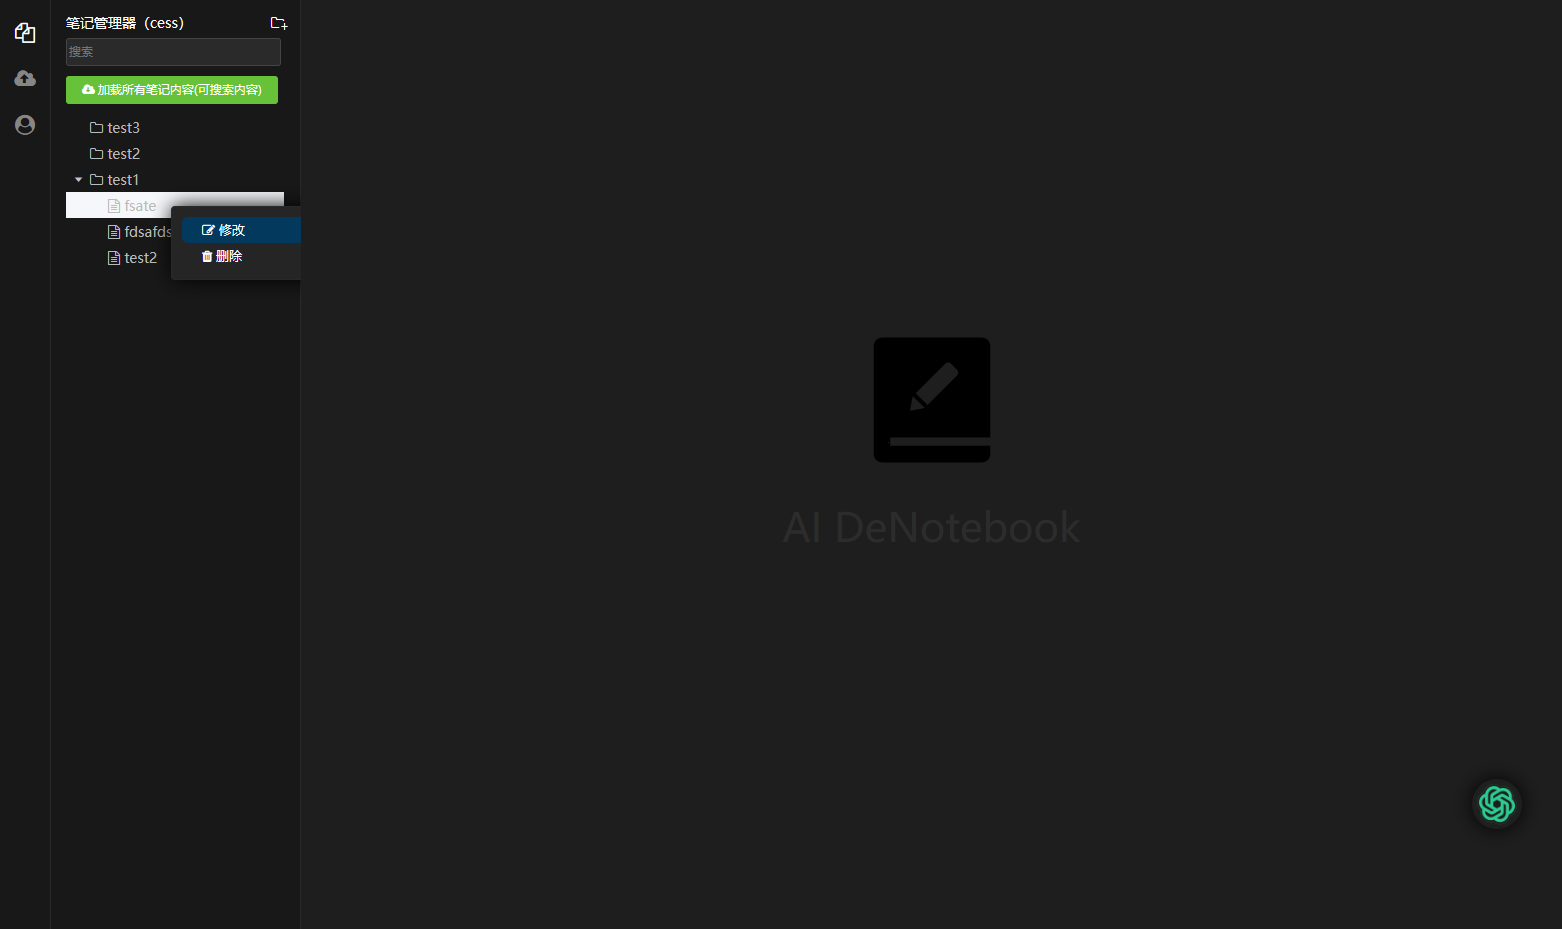 笔记管理器（cess）
搜索
加载所有笔记内容(可搜索内容)
test3
test2
test1
fsate
fdsafds
test2
修改
删除
AI DeNotebook